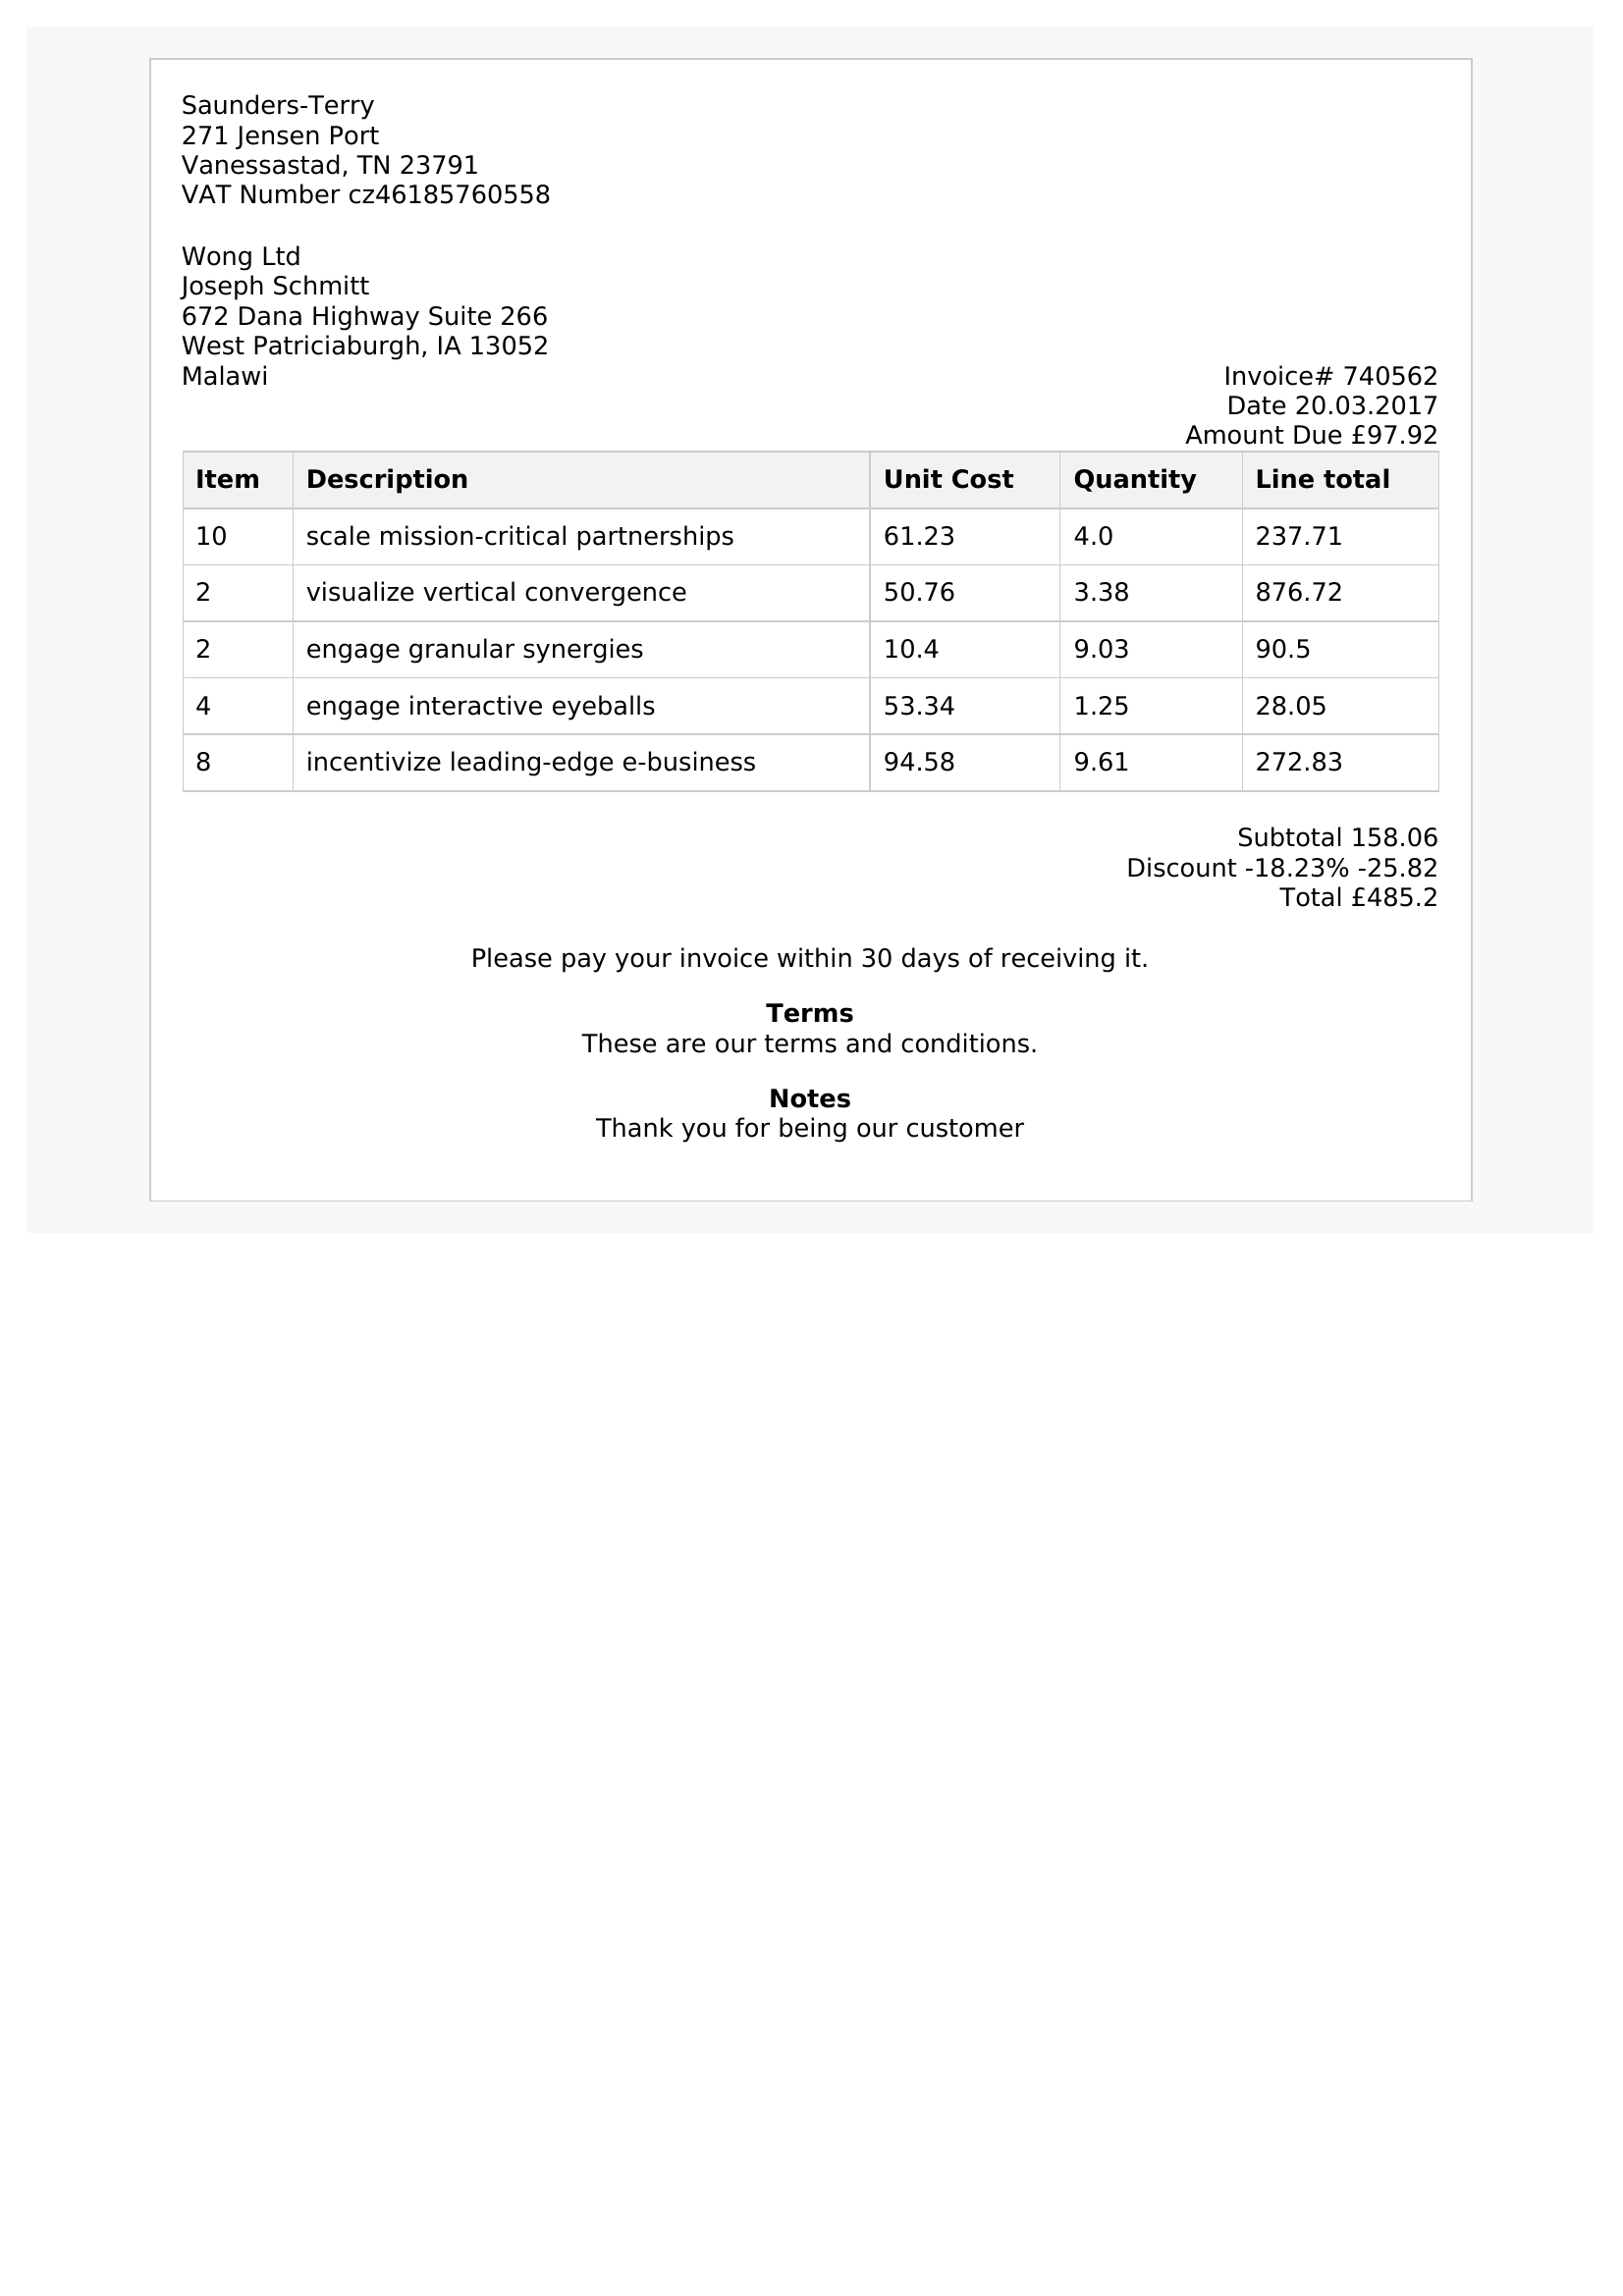 Saunders-Terry
271 Jensen Port
Vanessastad, TN 23791
VAT Number cz46185760558
Wong Ltd
Joseph Schmitt
672 Dana Highway Suite 266
West Patriciaburgh, IA 13052
Malawi
Invoice# 740562
Date 20.03.2017
Amount Due £97.92
Item Description Unit Cost Quantity Line total
10 scale mission-critical partnerships 61.23 4.0 237.71
2 visualize vertical convergence 50.76 3.38 876.72
2 engage granular synergies 10.4 9.03 90.5
4 engage interactive eyeballs 53.34 1.25 28.05
8 incentivize leading-edge e-business 94.58 9.61 272.83
Subtotal 158.06
Discount -18.23% -25.82
Total £485.2
Please pay your invoice within 30 days of receiving it.
Terms
These are our terms and conditions.
Notes
Thank you for being our customer